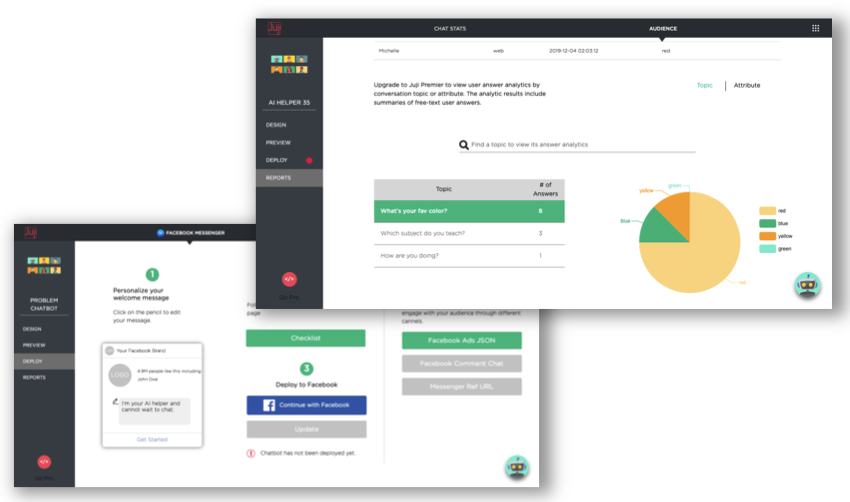 Juji
CHAT STATS
AUDIENCE
Michelle
web
2019-12-04 02:03:12
red
AI HELPER 35
DESIGN
PREVIEW
DEPLOY
REPORTS
</>
Go Pro
Upgrade to Juji Premier to view user answer analytics by
conversation topic or attribute. The analytic results include
summaries of free-text user answers.
Topic
Attribute
Find a topic to view its answer analytics
Topic
# of
Answers
What's your fav color?
8
Which subject do you teach?
3
How are you doing?
1
green
yellow
blue
red
red
blue
yellow
green
Juji
FACEBOOK MESSENGER
PROBLEM
CHATBOT
DESIGN
PREVIEW
DEPLOY
REPORTS
</>
Go Pro
1
Personalize your
welcome message
Click on the pencil to edit
your message.
Your Facebook Brand
LOGO
4.9M people like this including
John Doe
I'm your AI helper and
cannot wait to chat.
Get Started
page
Checklist
3
Deploy to Facebook
Continue with Facebook
Update
Chatbot has not been deployed yet.
engage with your audience through different
cannels.
Facebook Ads JSON
Facebook Comment Chat
Messenger Ref URL